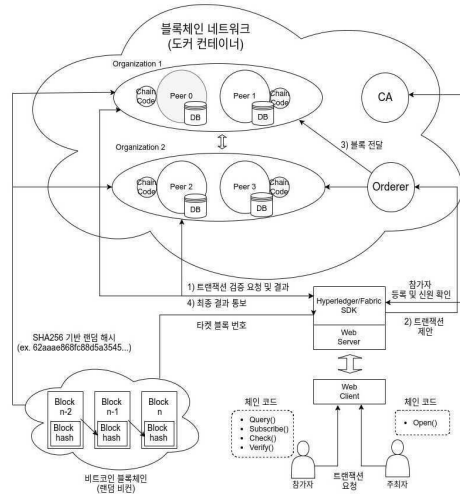 블록체인 네트워크
(도커 컨테이너)
Organization 1
Chain
Code
Peer 0
DB
Peer 1
Chain
Code
DB
CA
3) 블록 전달
Organization 2
Chain
Code
Peer 2
DB
Peer 3
Chain
Code
DB
Orderer
1) 트랜잭션 검증 요청 및 결과
4) 최종 결과 통보
타겟 블록 번호
Hyperledger/Fabric
SDK
Web
Server
참가자
등록 및 신원 확인
2) 트랜잭션
제안
SHA256 기반 랜덤 해시
(ex. 62aaae868fc88d5a3545...)
Block
n-2
Block
hash
Block
n-1
Block
hash
Block
n
Block
hash
비트코인 블록체인
(랜덤 비컨)
Web
Client
체인 코드
• Query()
• Subscribe()
• Check()
• Verify()
체인 코드
• Open()
참가자
트랜잭션
요청
주최자